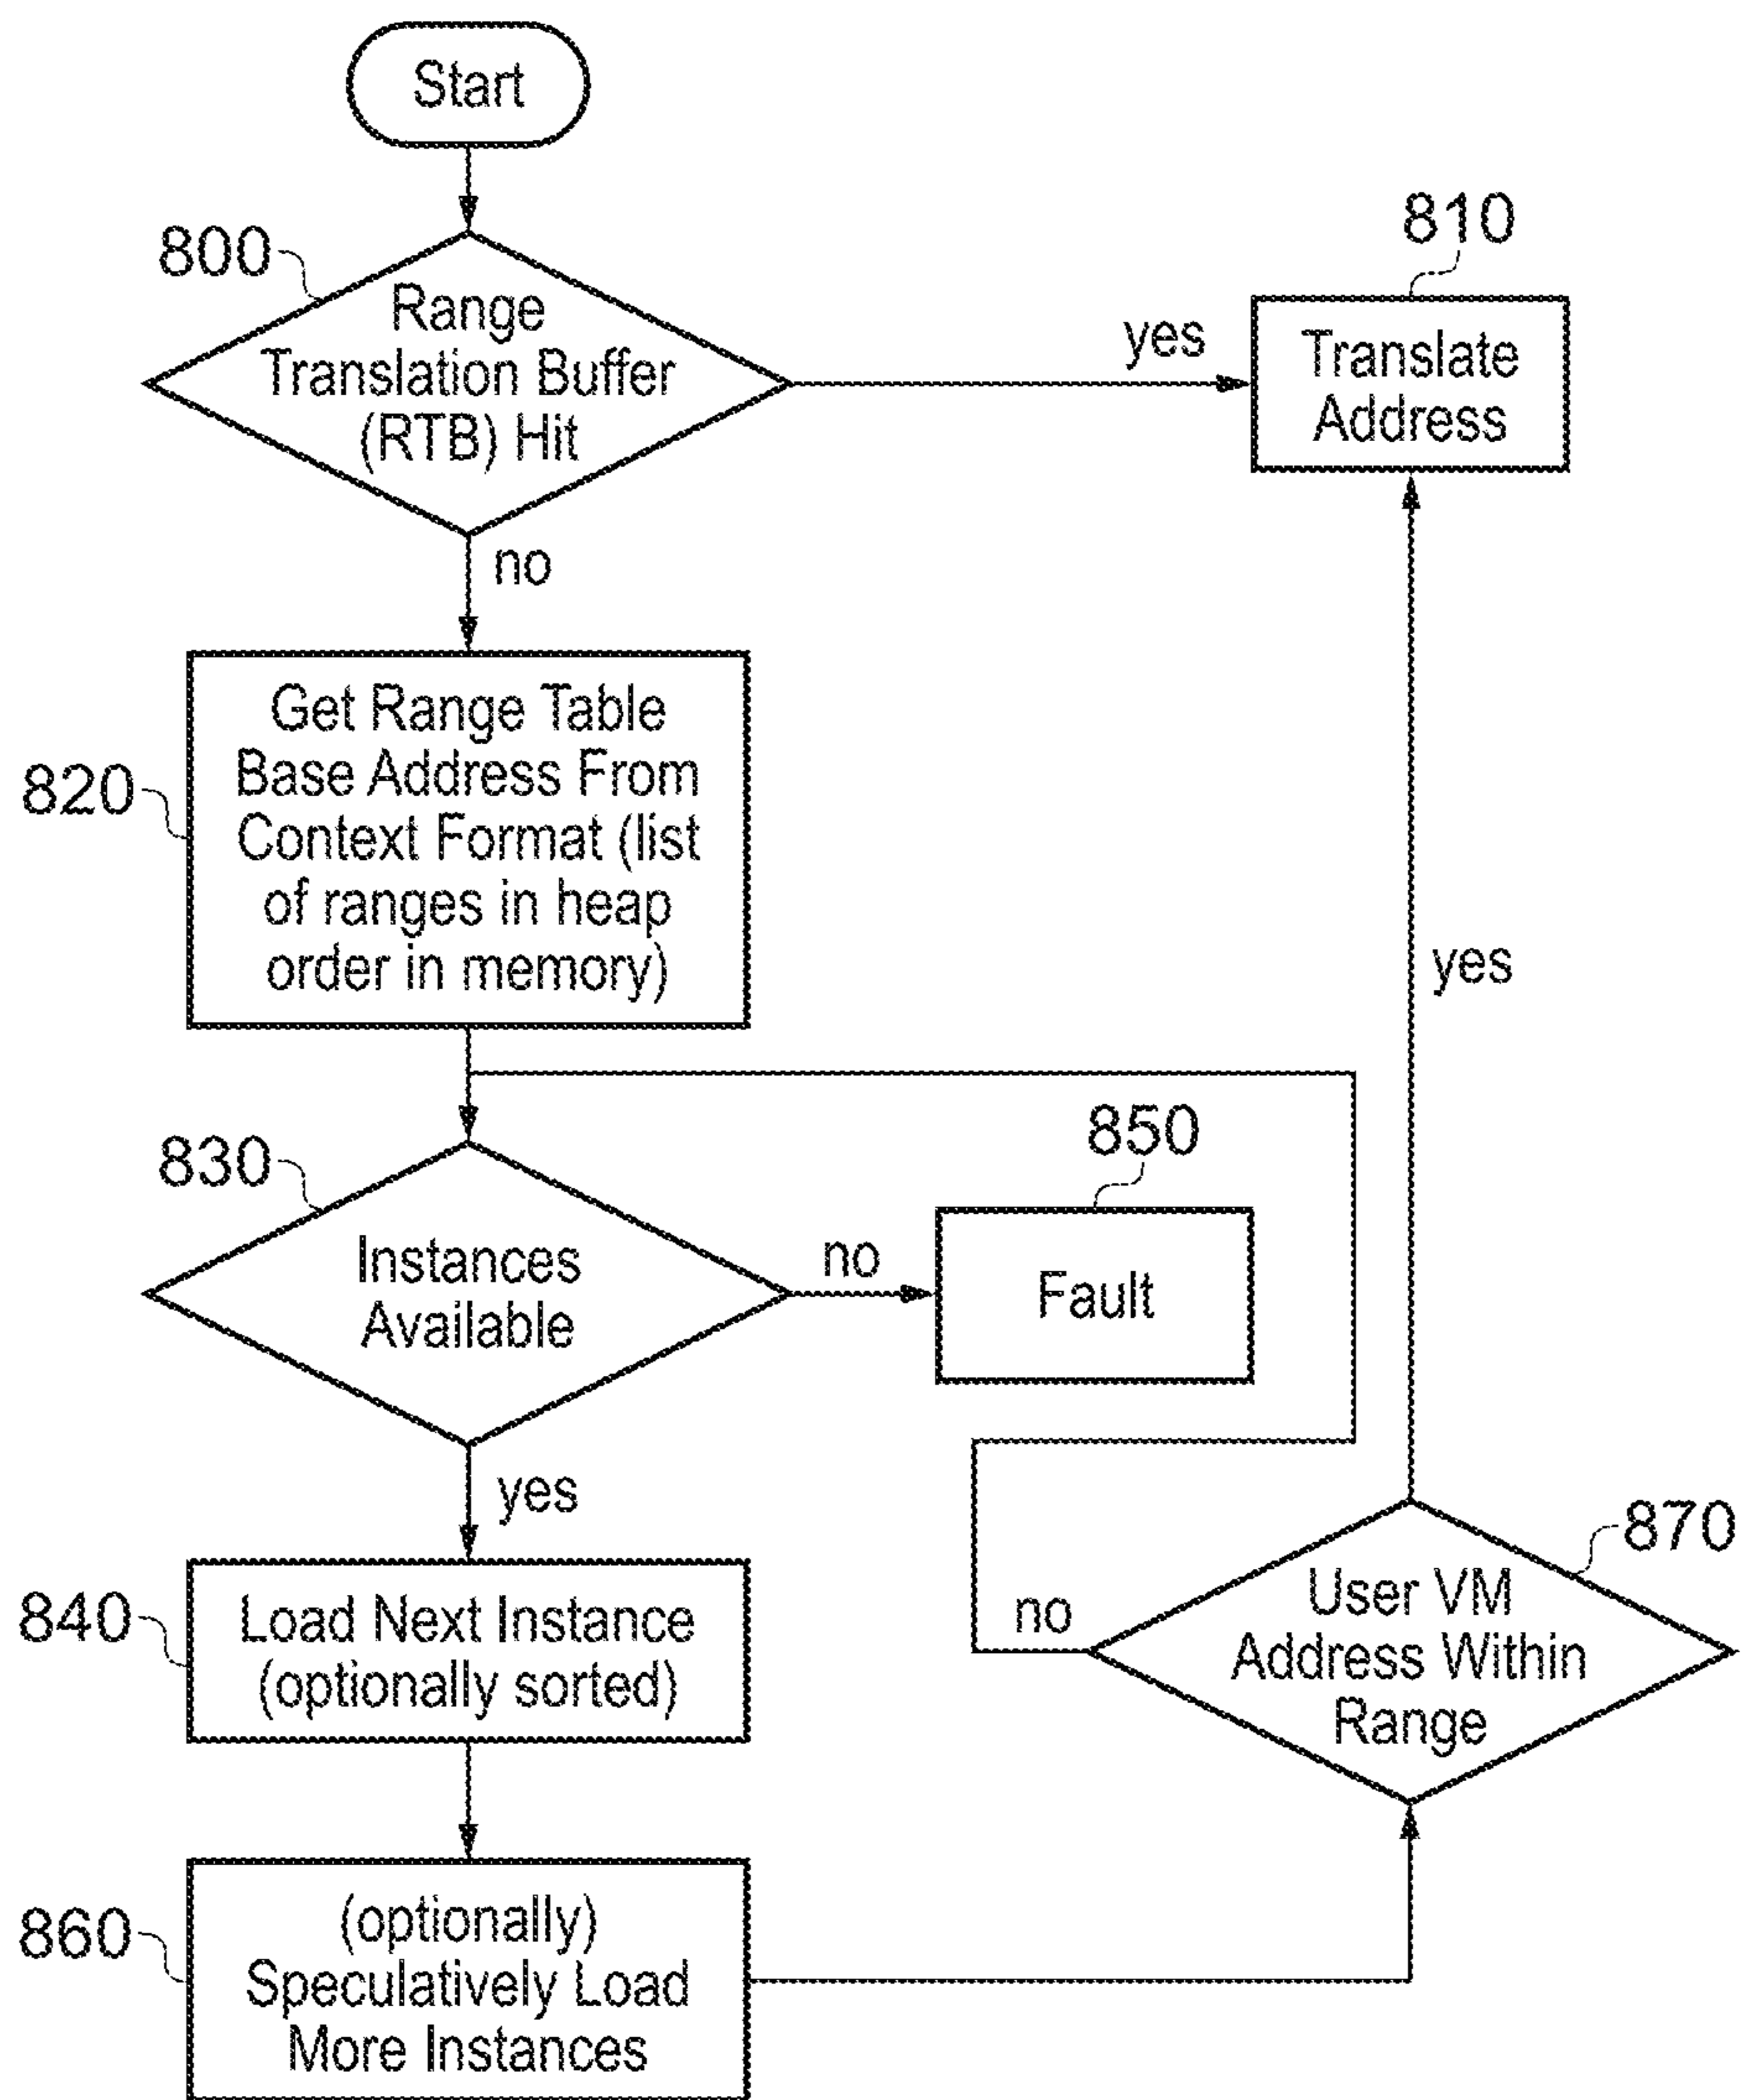 Start
800
Range
Translation Buffer
(RTB) Hit
yes
810
Translate
Address
no
820
Get Range Table
Base Address From
Context Format (list
of ranges in heap
order in memory)
yes
830
Instances
Available
no
850
Fault
yes
840
Load Next Instance
(optionally sorted)
no
870
User VM
Address Within
Range
860
(optionally)
Speculatively Load
More Instances